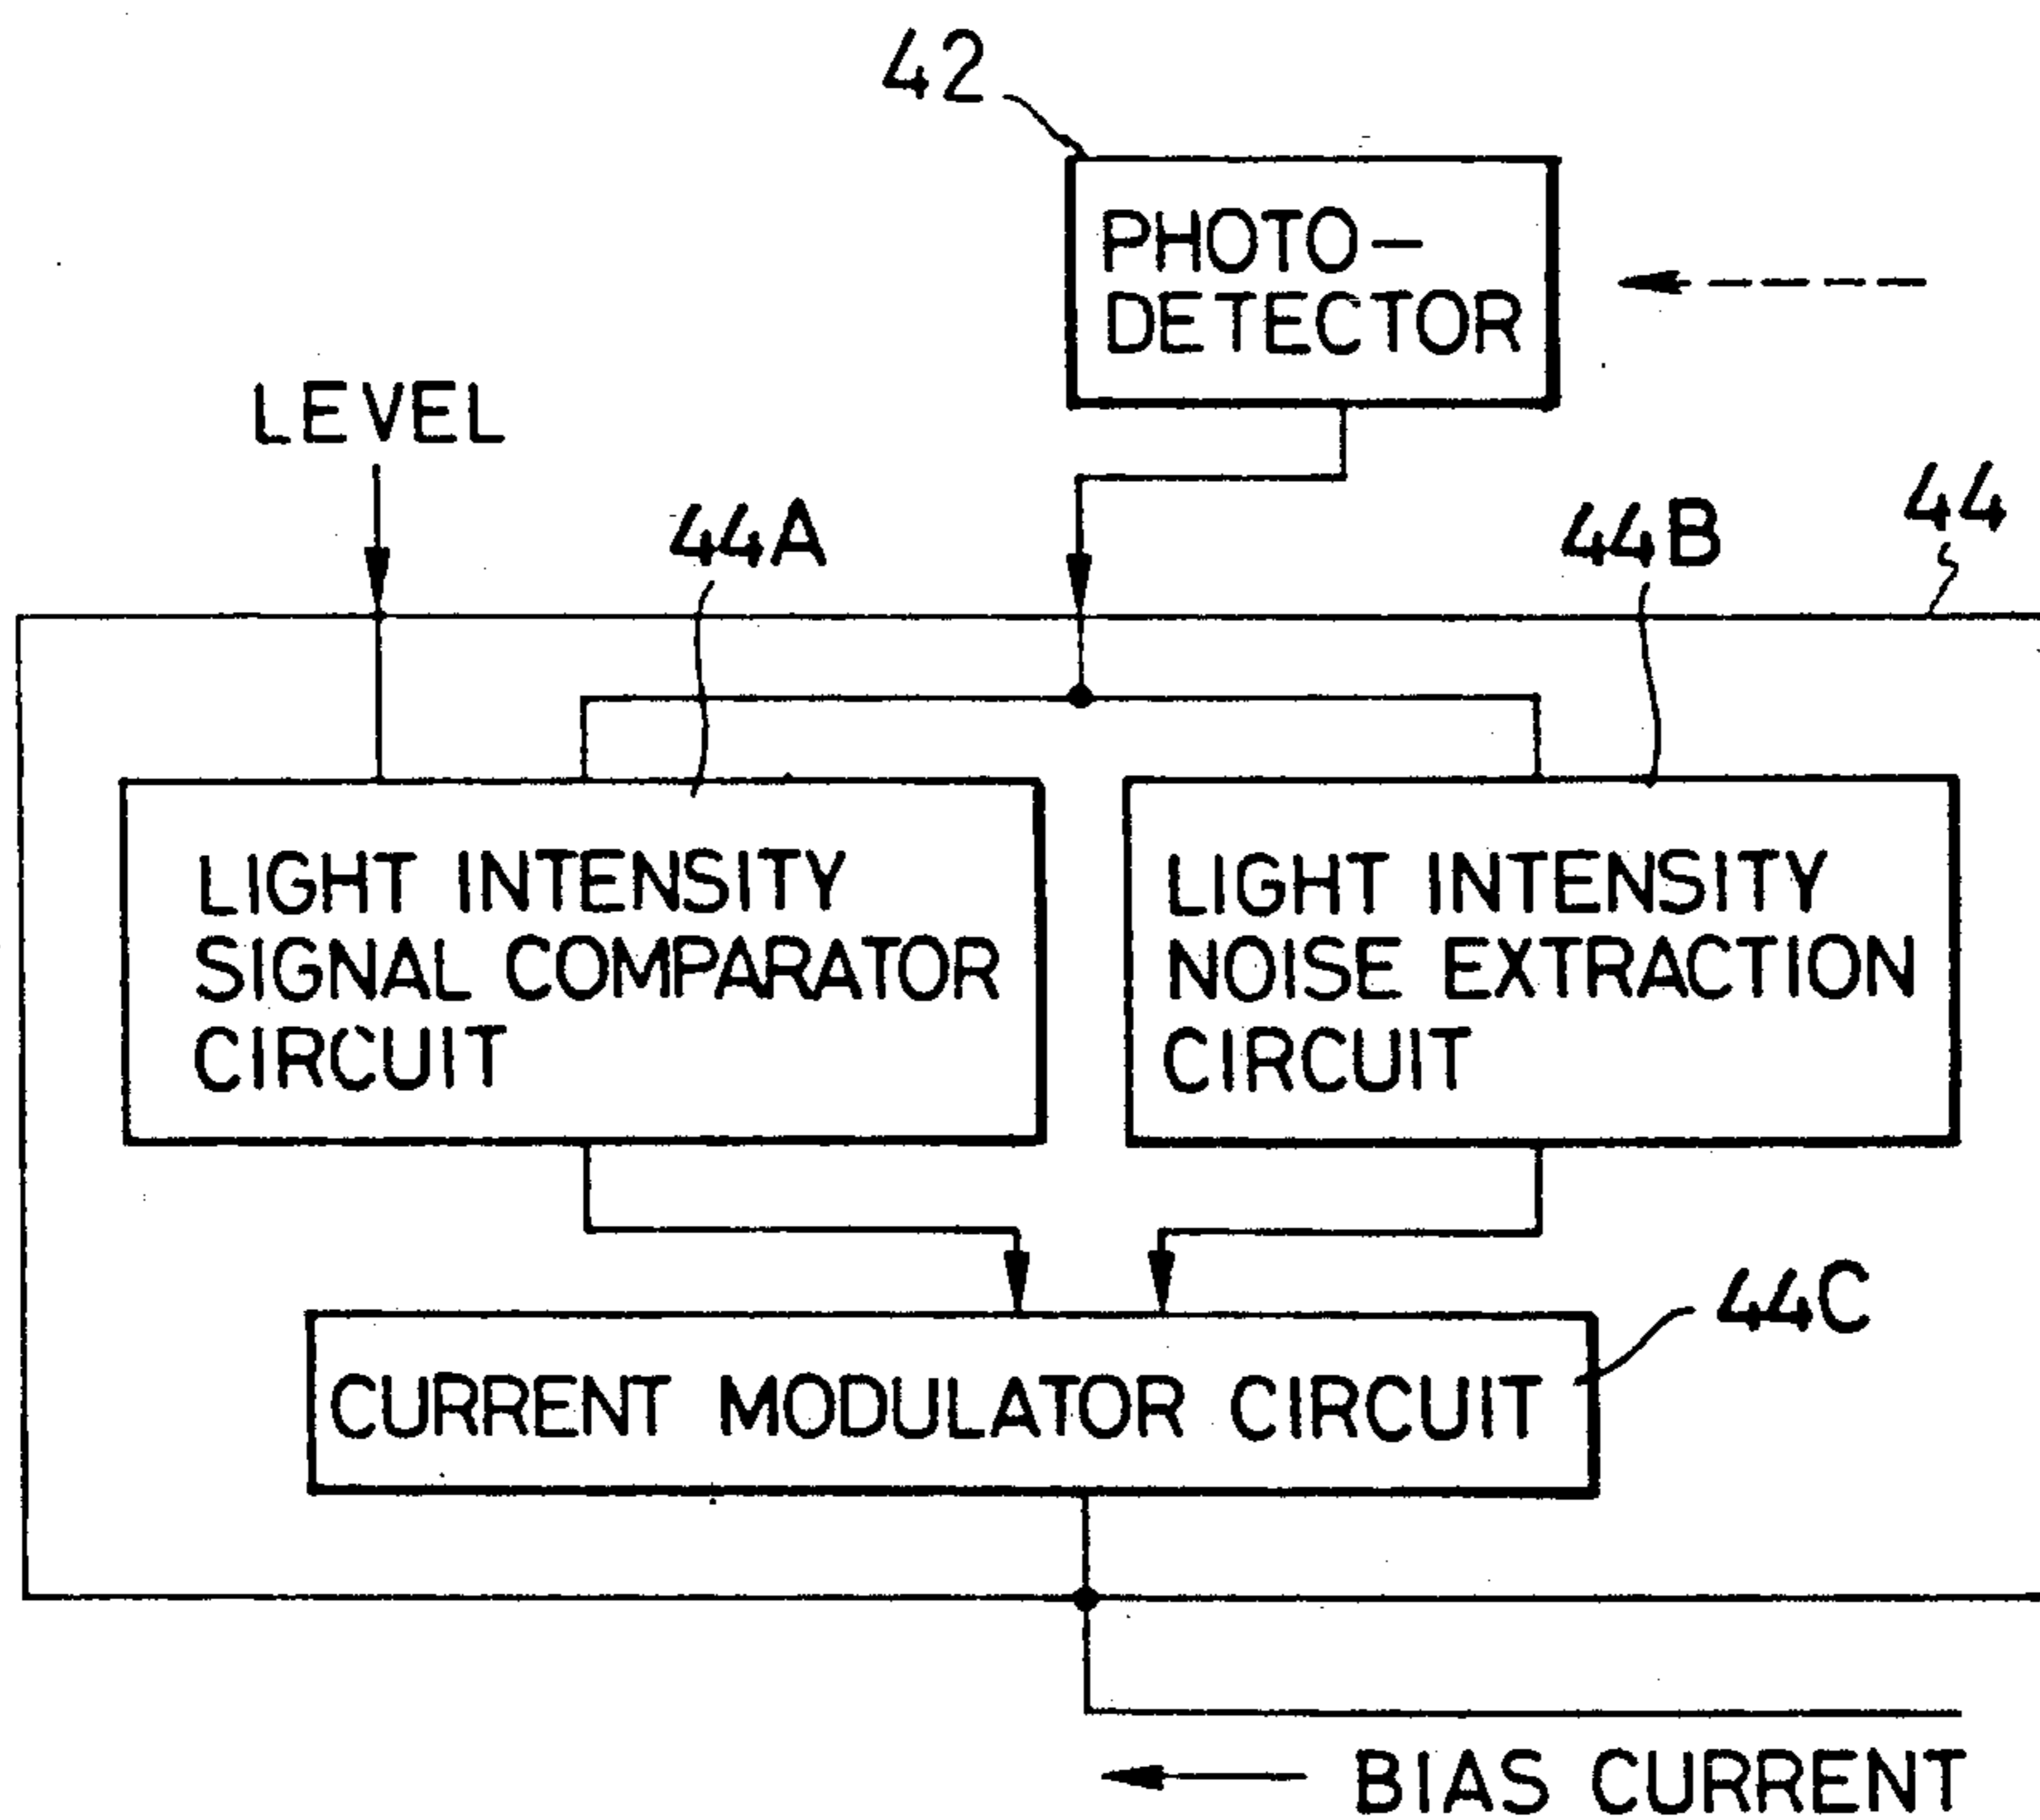 42
PHOTO-
DETECTOR
LEVEL
44A
44B
44
LIGHT INTENSITY
SIGNAL COMPARATOR
CIRCUIT
LIGHT INTENSITY
NOISE EXTRACTION
CIRCUIT
44C
CURRENT MODULATOR CIRCUIT
BIAS CURRENT